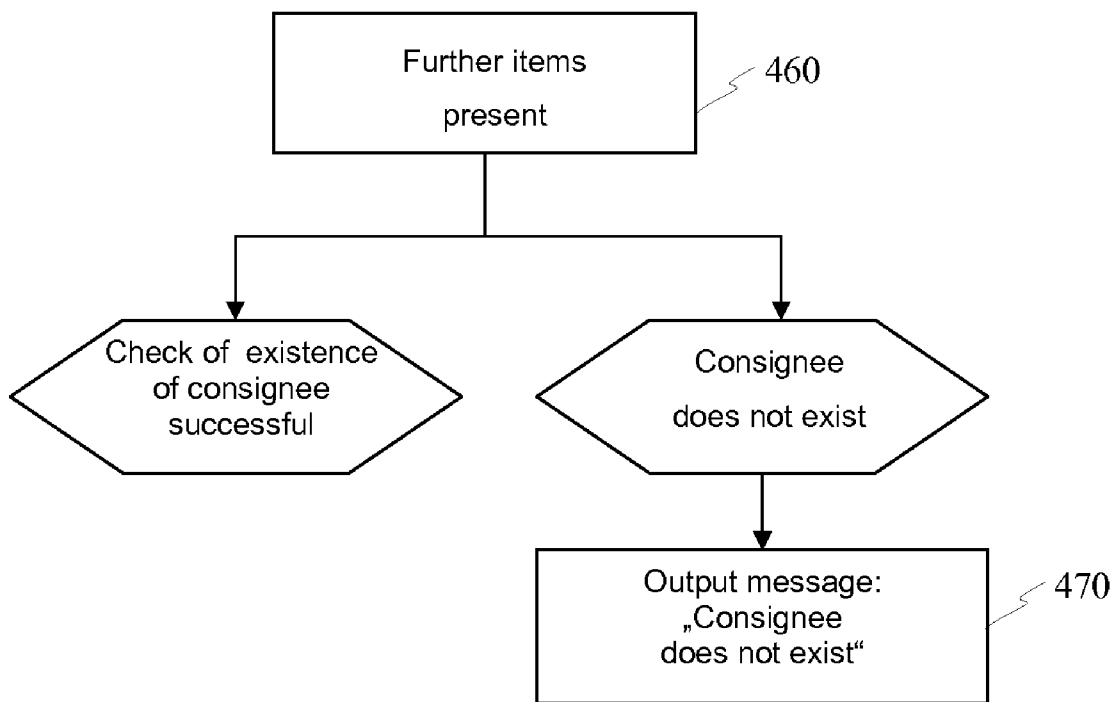 Further items
present
460
Check of existence
of consignee
successful
Consignee
does not exist
Output message:
„Consignee
does not exist“
470